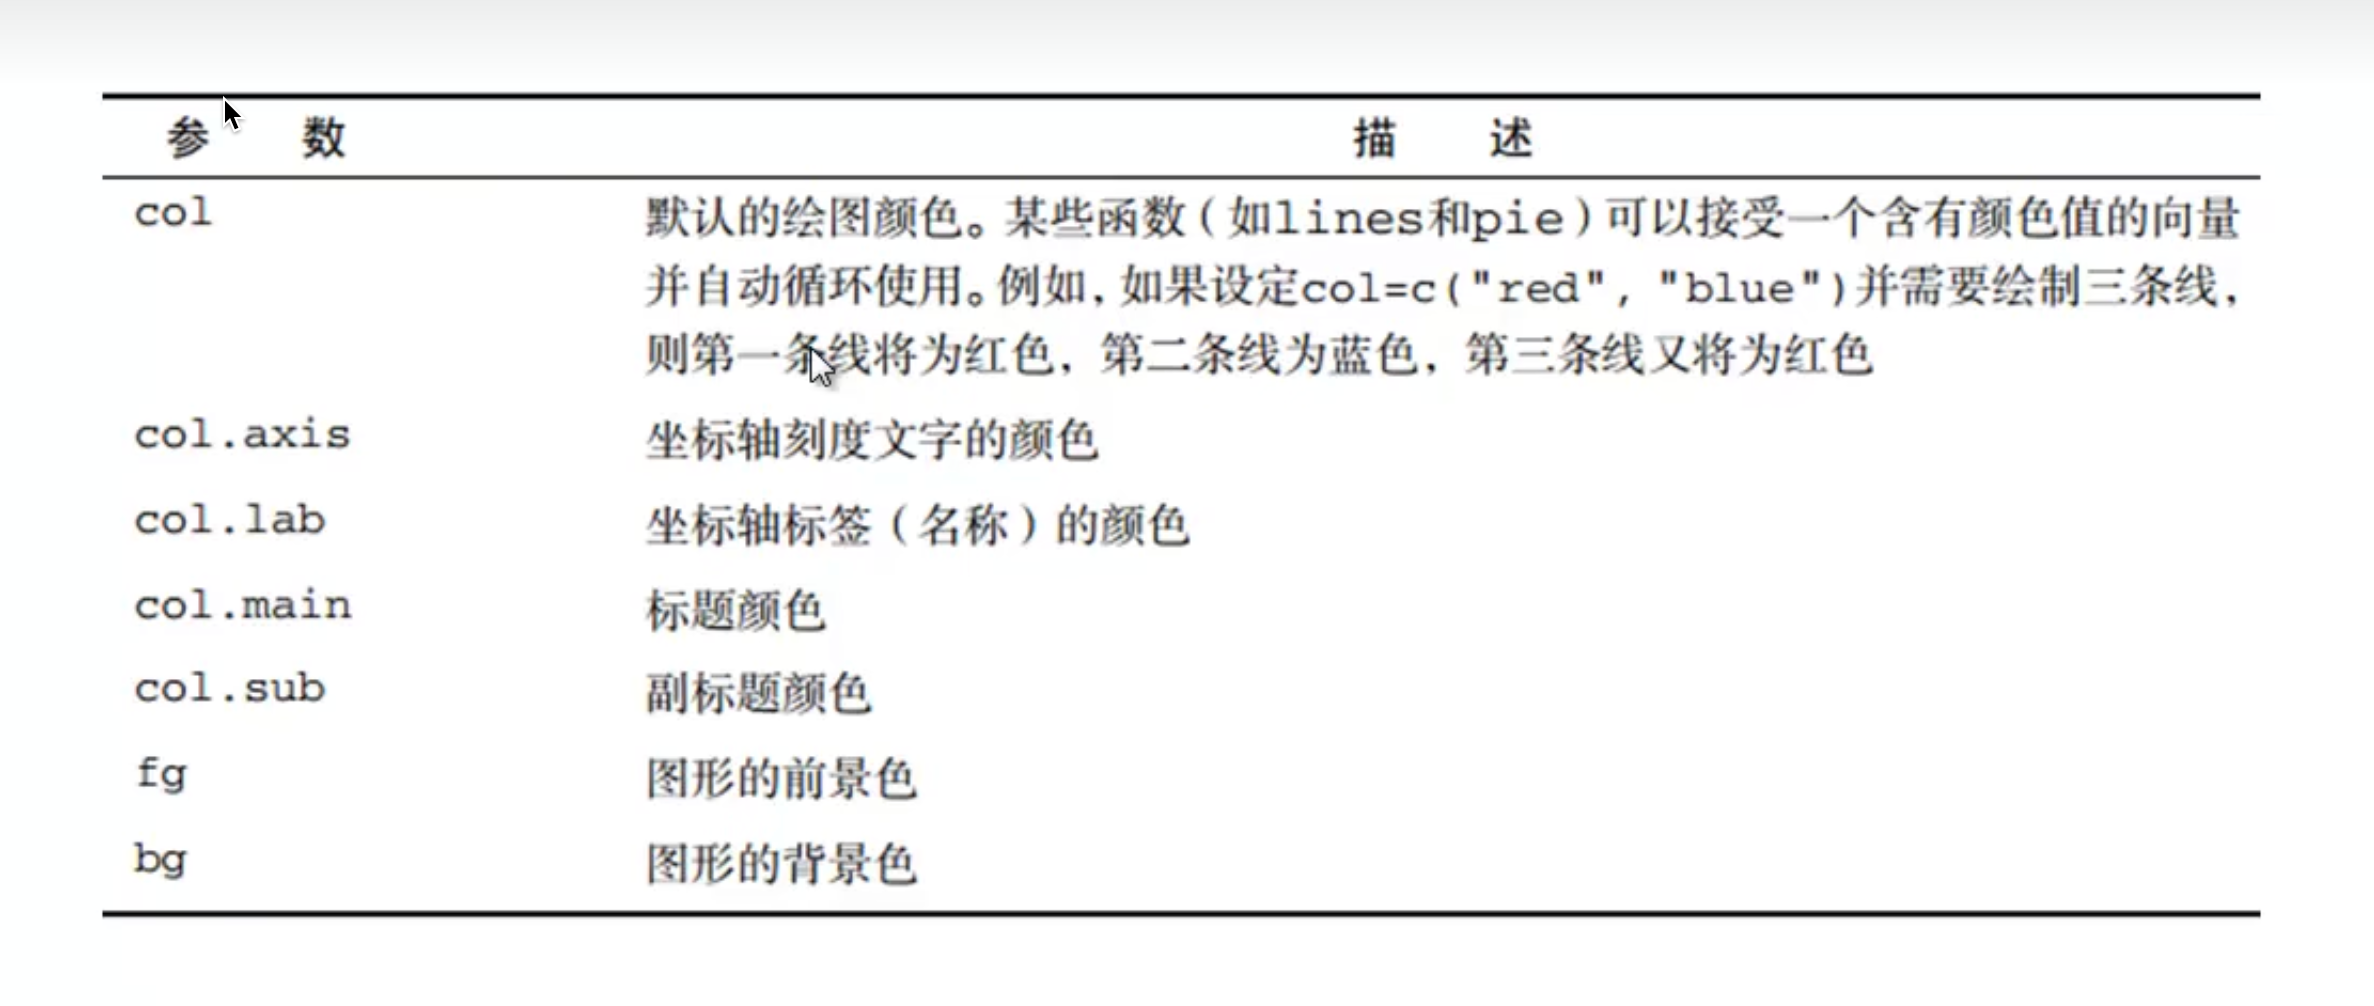 参 数 描 述
col 默认的绘图颜色。某些函数(如lines和pie)可以接受一个含有颜色值的向量
并自动循环使用。例如,如果设定col=c("red", "blue")并需要绘制三条线,
则第一条线将为红色,第二条线为蓝色,第三条线又将为红色
col.axis 坐标轴刻度文字的颜色
col.lab 坐标轴标签(名称)的颜色
col.main 标题颜色
col.sub 副标题颜色
fg 图形的前景色
bg 图形的背景色